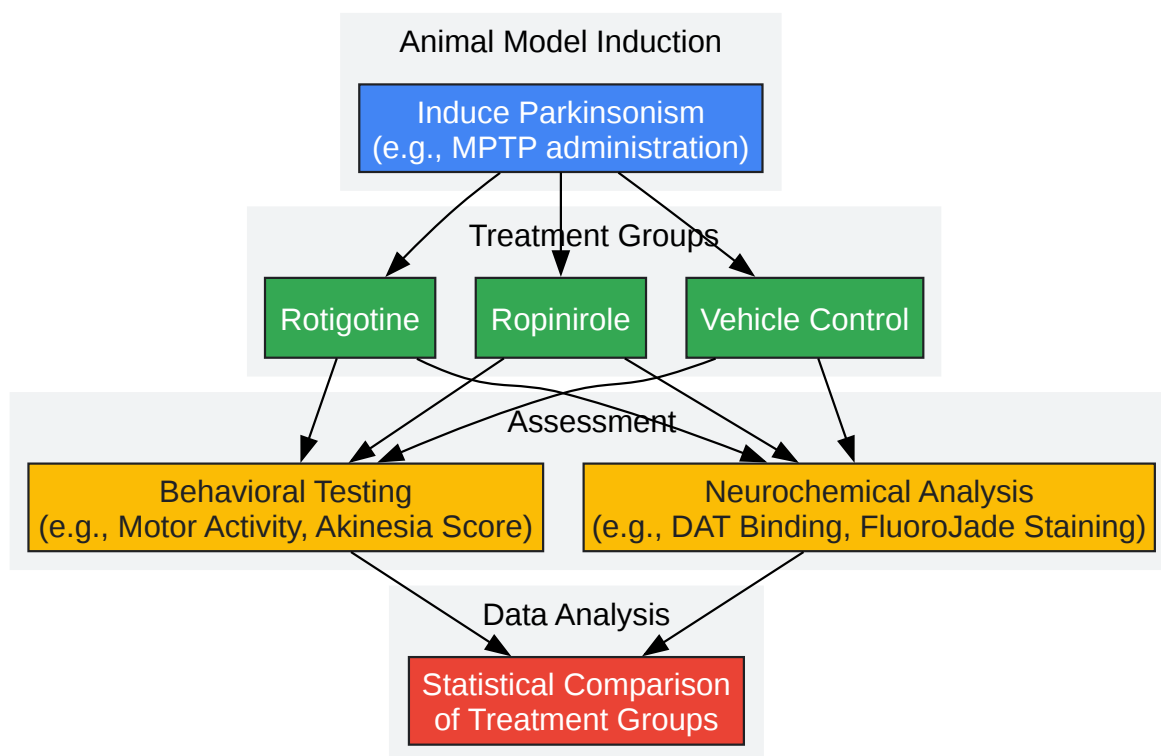 Animal Model Induction
Induce Parkinsonism
(e.g., MPTP administration)
Treatment Groups
Rotigotine
Ropinirole
Vehicle Control
Assessment
Behavioral Testing
(e.g., Motor Activity, Akinesia Score)
Neurochemical Analysis
(e.g., DAT Binding, FluoroJade Staining)
Data Analysis
Statistical Comparison
of Treatment Groups